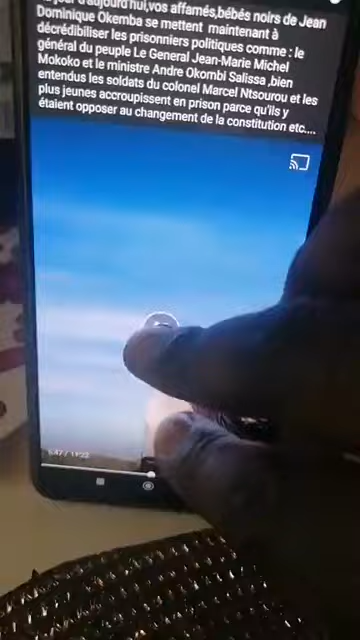 d'aujourd'hui,vos affamés,bébés noirs de Jean
Dominique Okemba se mettent maintenant à
décrédibiliser les prisonniers politiques comme : le
général du peuple Le General Jean-Marie Michel
Mokoko et le ministre Andre Okombi Salissa ,bien
entendus les soldats du colonel Marcel Ntsourou et les
plus jeunes accroupissent en prison parce qu'ils y
étaient opposer au changement de la constitution etc....